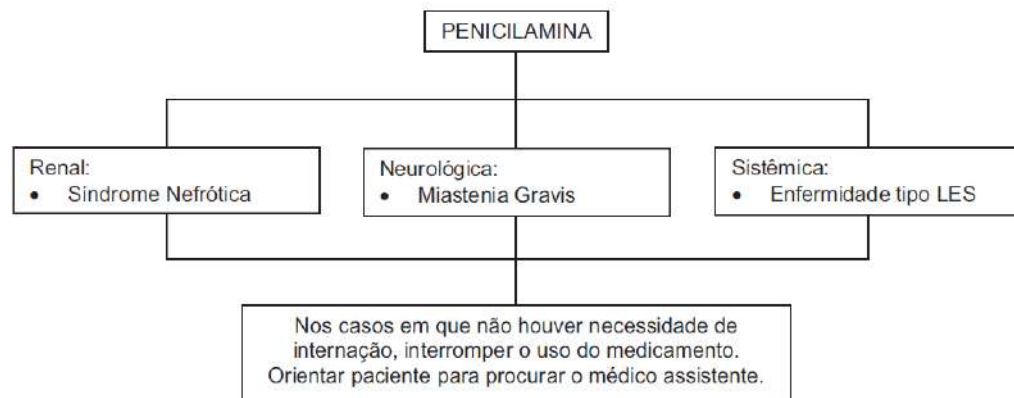 PENICILAMINA
Renal:
• Síndrome Nefrótica
Neurológica:
• Miastenia Gravis
Sistêmica:
• Enfermidade tipo LES
Nos casos em que não houver necessidade de
internação, interromper o uso do medicamento.
Orientar paciente para procurar o médico assistente.